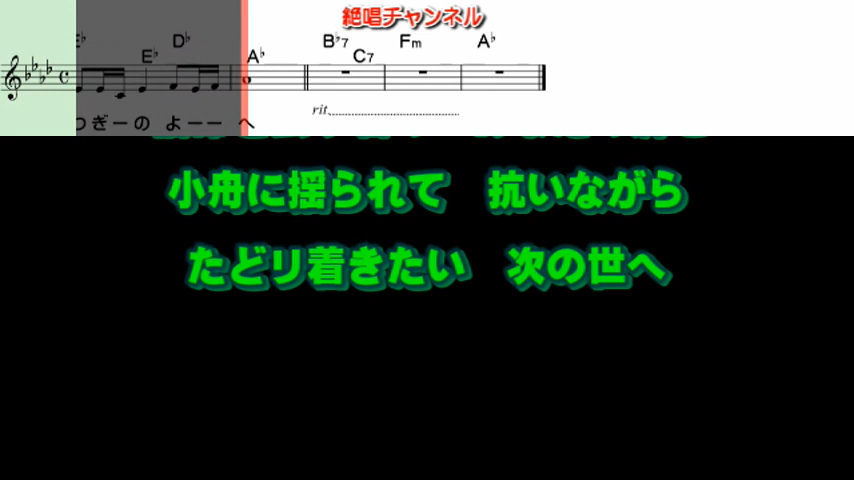 絶唱チャンネル
E♭ D♭ B♭7 Fm A♭
E♭ A♭ C7
rit.
つぎーの よーー へ
小舟に揺られて 抗いながら
たどり着きたい 次の世へ